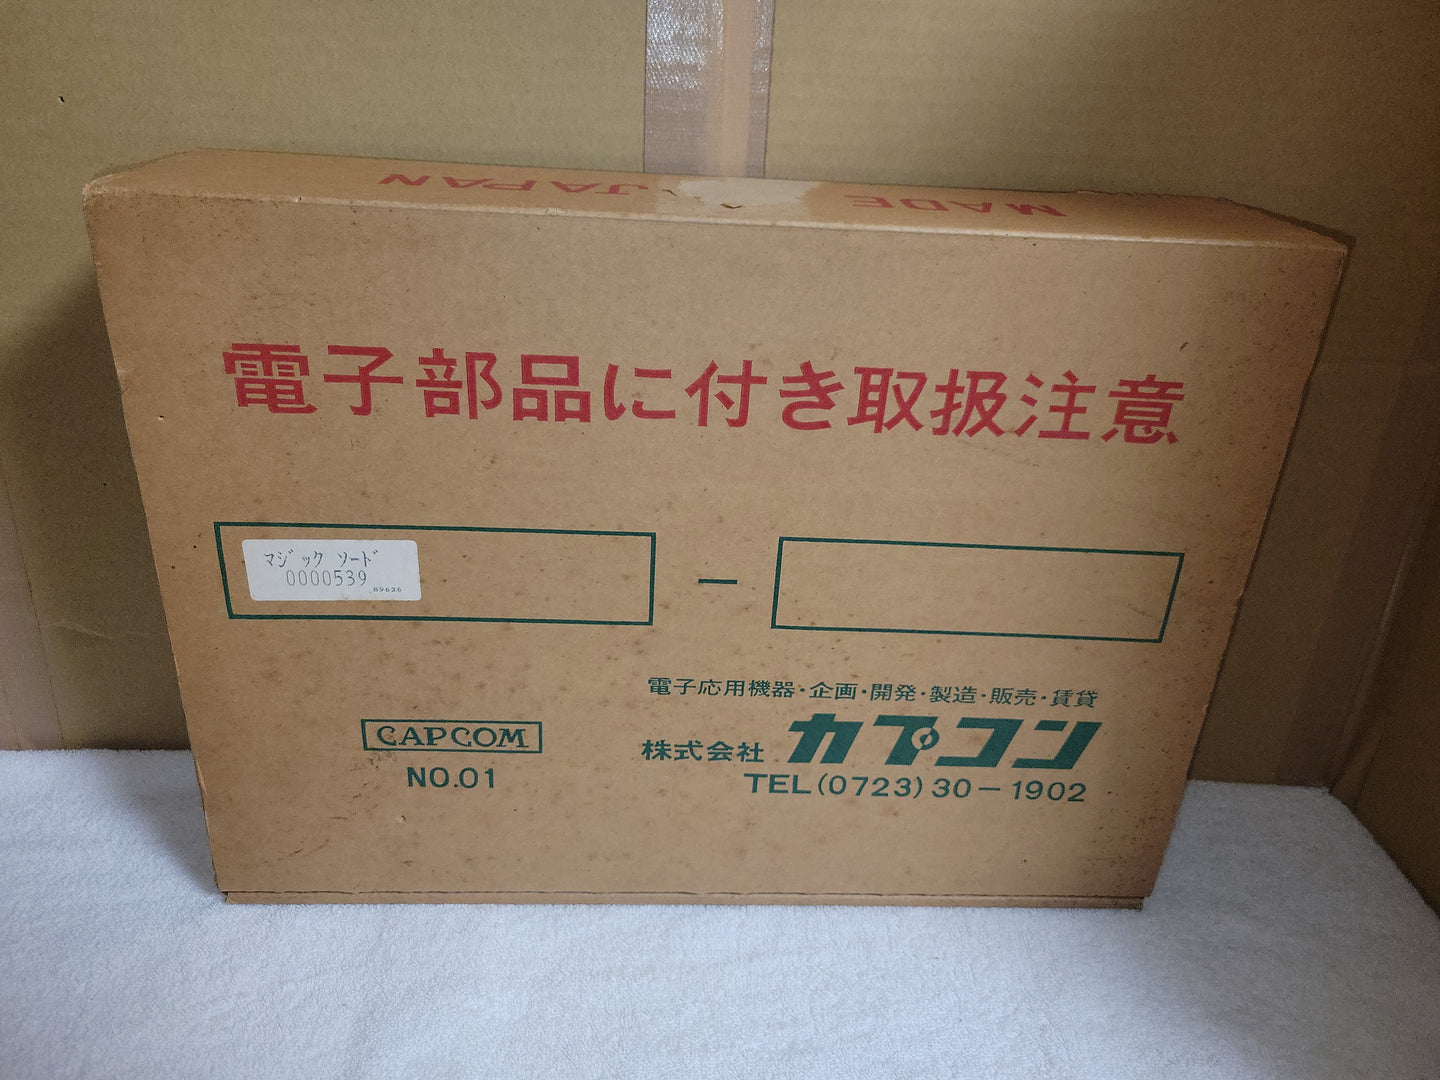 MADE JAPAN
電子部品に付き取扱注意
マジック ソード
0000539
89626
電子応用機器・企画・開発・製造・販売・賃貸
株式会社 カプコン
TEL(0723)30-1902
CAPCOM
NO.01